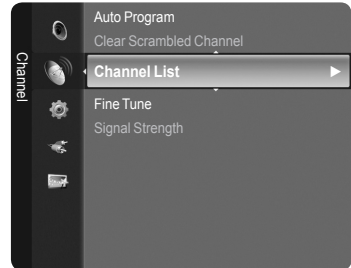 Channel
Auto Program
Clear Scrambled Channel
Channel List
Fine Tune
Signal Strength